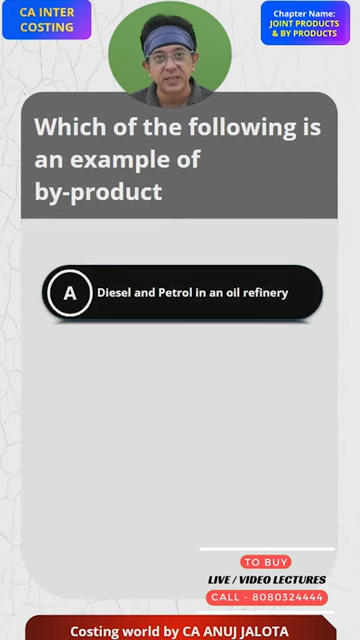 CA INTER
COSTING
Chapter Name:
JOINT PRODUCTS
& BY PRODUCTS
Which of the following is
an example of
by-product
A
Diesel and Petrol in an oil refinery
TO BUY
LIVE / VIDEO LECTURES
CALL - 8080324444
Costing world by CA ANUJ JALOTA